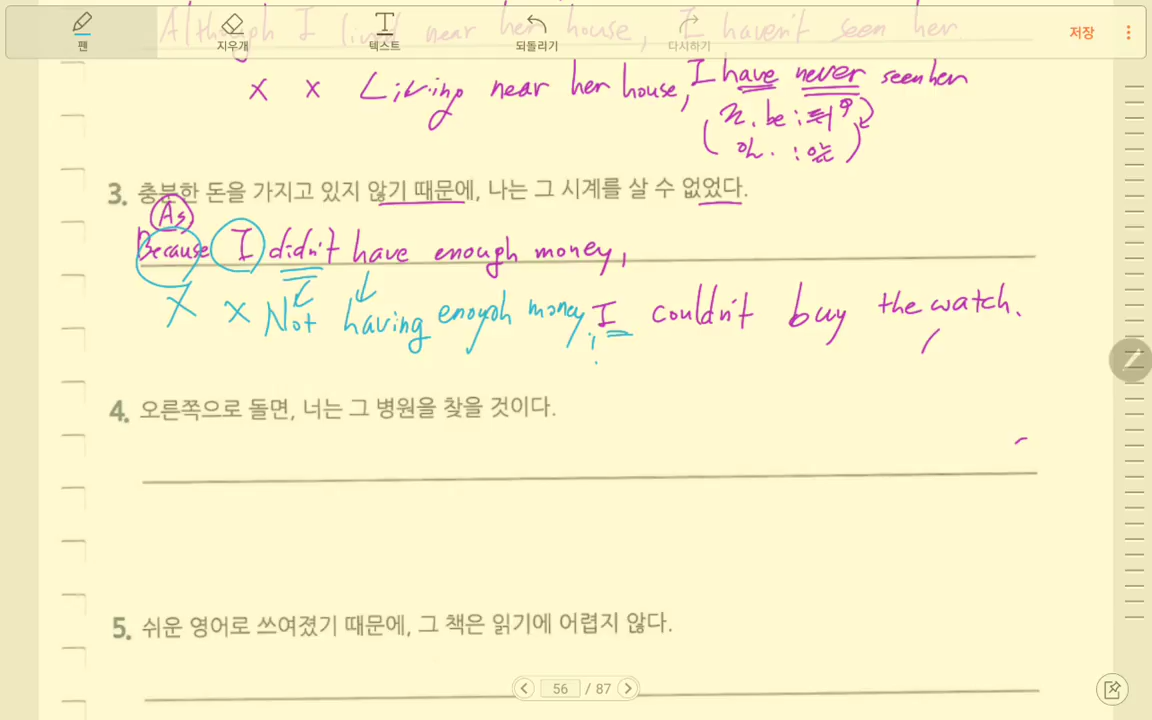 Although I lived near her house, I haven't seen her
펜 지우개 텍스트 되돌리기 다시하기 저장
x x Living near her house, I have never seen her
be :
: 않
3. 충분한 돈을 가지고 있지 않기 때문에, 나는 그 시계를 살 수 없었다.
As
Because I didn't have enough money,
X x Not having enough money, I couldn't buy the watch.
4. 오른쪽으로 돌면, 너는 그 병원을 찾을 것이다.
5. 쉬운 영어로 쓰여졌기 때문에, 그 책은 읽기에 어렵지 않다.
56 / 87